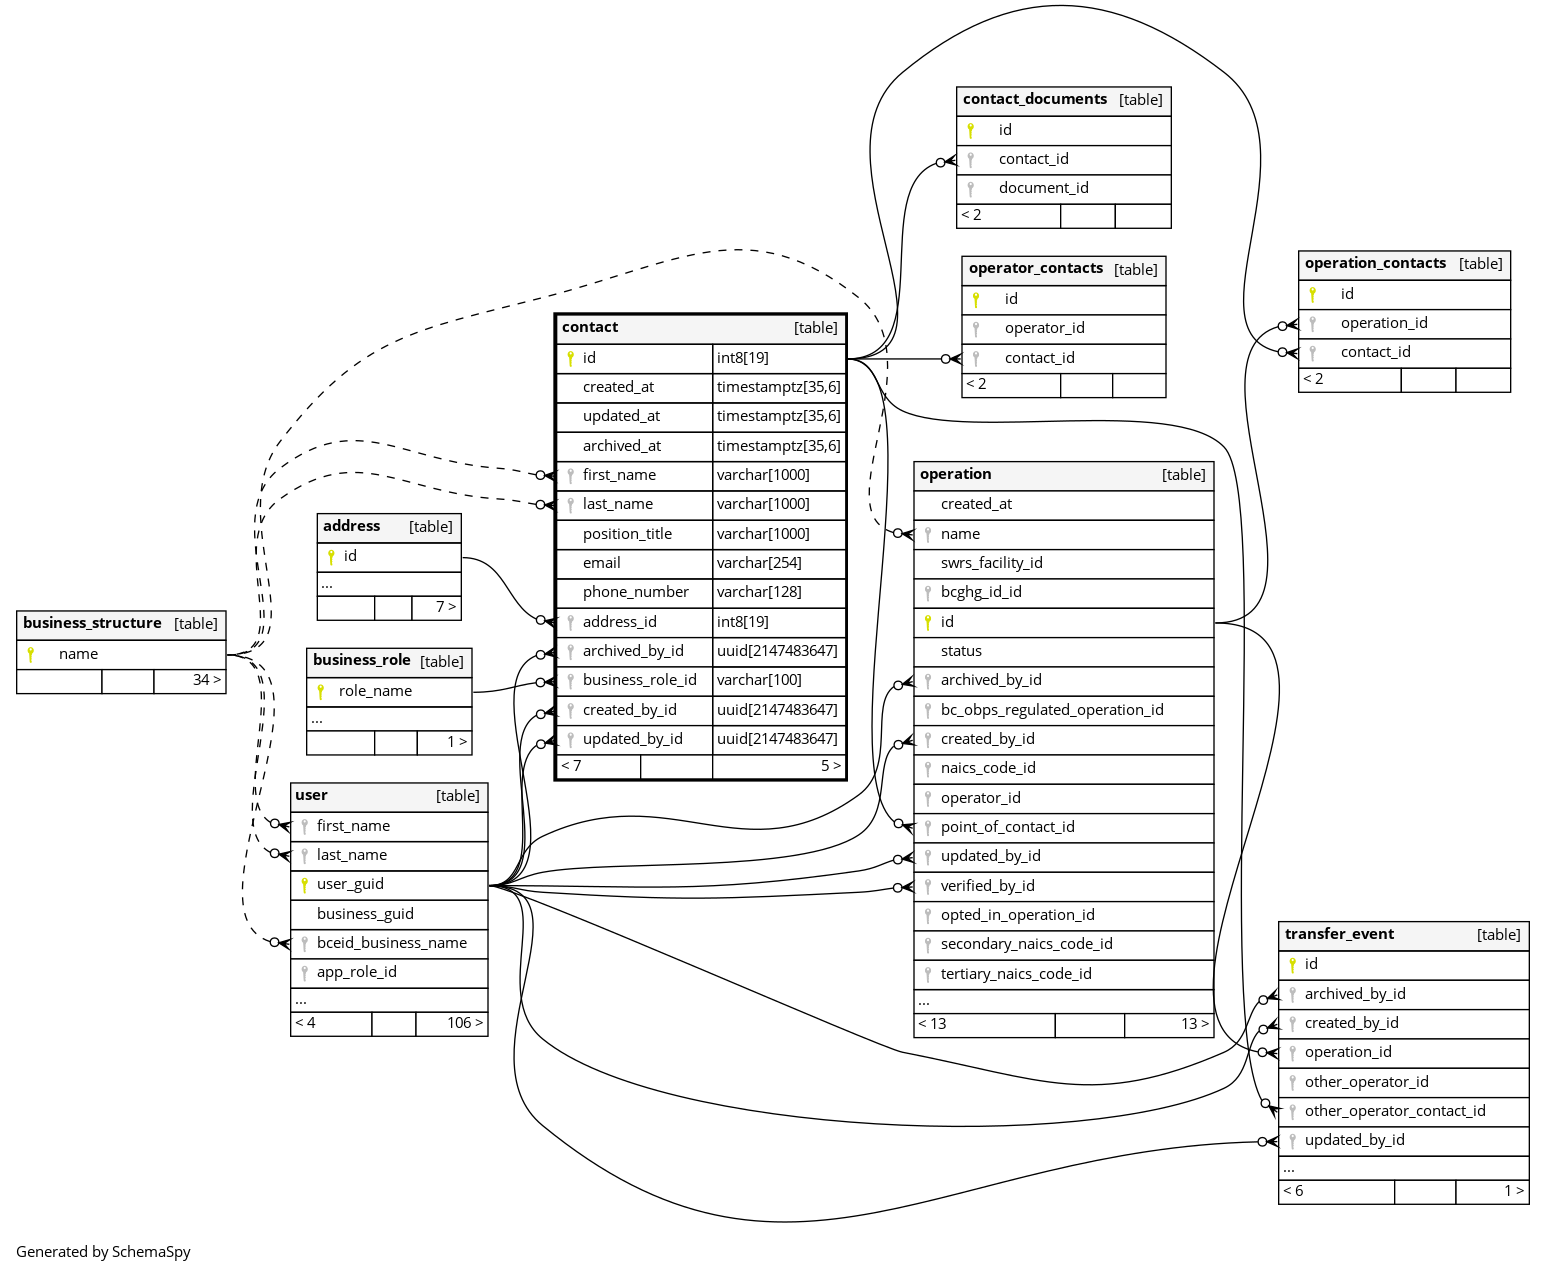 contact_documents [table]
id
contact_id
document_id
< 2
operator_contacts [table]
id
operator_id
contact_id
< 2
operation_contacts [table]
id
operation_id
contact_id
< 2
contact [table]
id int8[19]
created_at timestamptz[35,6]
updated_at timestamptz[35,6]
archived_at timestamptz[35,6]
first_name varchar[1000]
last_name varchar[1000]
position_title varchar[1000]
email varchar[254]
phone_number varchar[128]
address_id int8[19]
archived_by_id uuid[2147483647]
business_role_id varchar[100]
created_by_id uuid[2147483647]
updated_by_id uuid[2147483647]
< 7 5 >
address [table]
id
...
7 >
business_structure [table]
name
34 >
business_role [table]
role_name
...
1 >
user [table]
first_name
last_name
user_guid
business_guid
bceid_business_name
app_role_id
...
< 4 106 >
operation [table]
created_at
name
swrs_facility_id
bcghg_id_id
id
status
archived_by_id
bc_obps_regulated_operation_id
created_by_id
naics_code_id
operator_id
point_of_contact_id
updated_by_id
verified_by_id
opted_in_operation_id
secondary_naics_code_id
tertiary_naics_code_id
...
< 13 13 >
transfer_event [table]
id
archived_by_id
created_by_id
operation_id
other_operator_id
other_operator_contact_id
updated_by_id
...
< 6 1 >
Generated by SchemaSpy